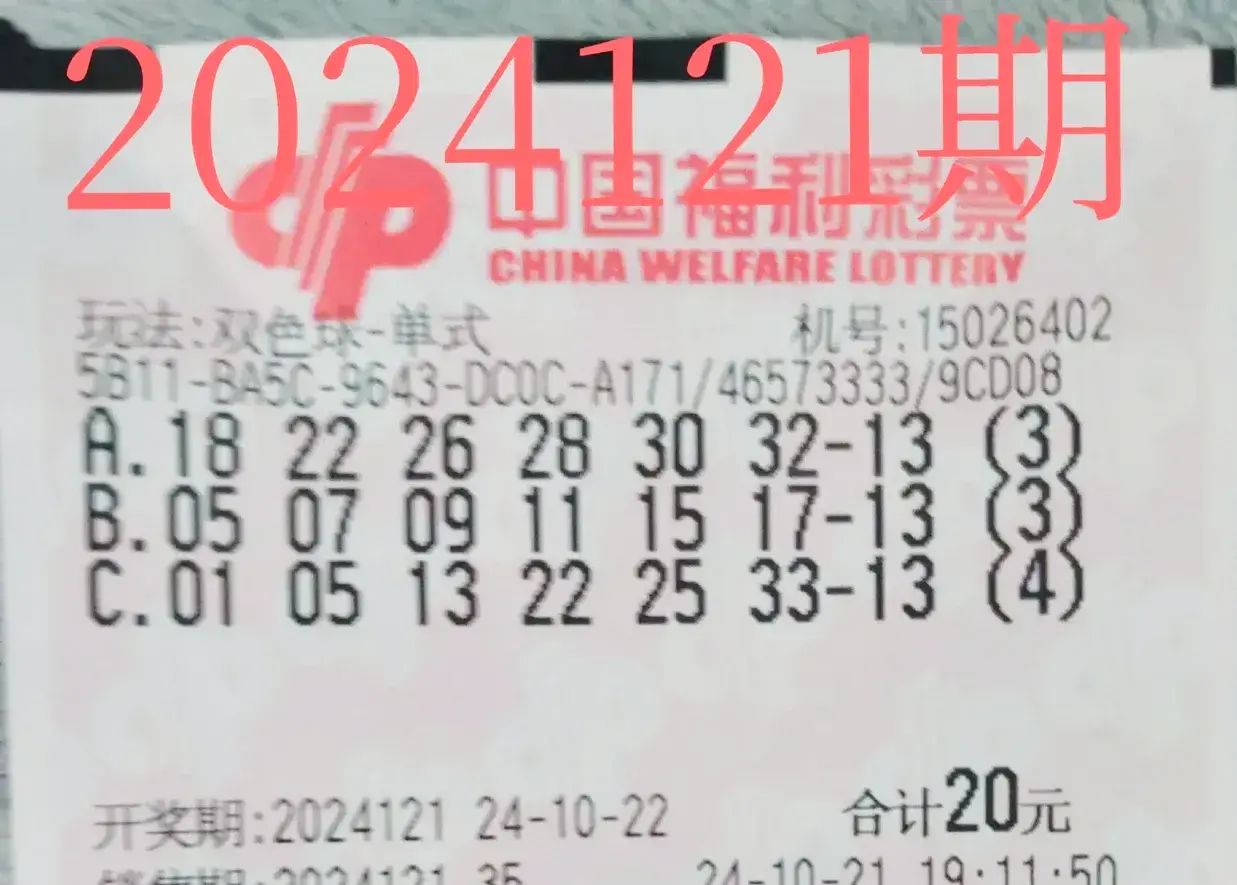 2024121期
中国福利彩票
CHINA WELFARE LOTTERY
玩法:双色球-单式 机号:15026402
5B11-BA5C-9643-DC0C-A171/46573333/9CD08
A.18 22 26 28 30 32-13 (3)
B.05 07 09 11 15 17-13 (3)
C.01 05 13 22 25 33-13 (4)
开奖期:2024121 24-10-22 合计20元
销售期:2024121 35 24-10-21 19:11:50